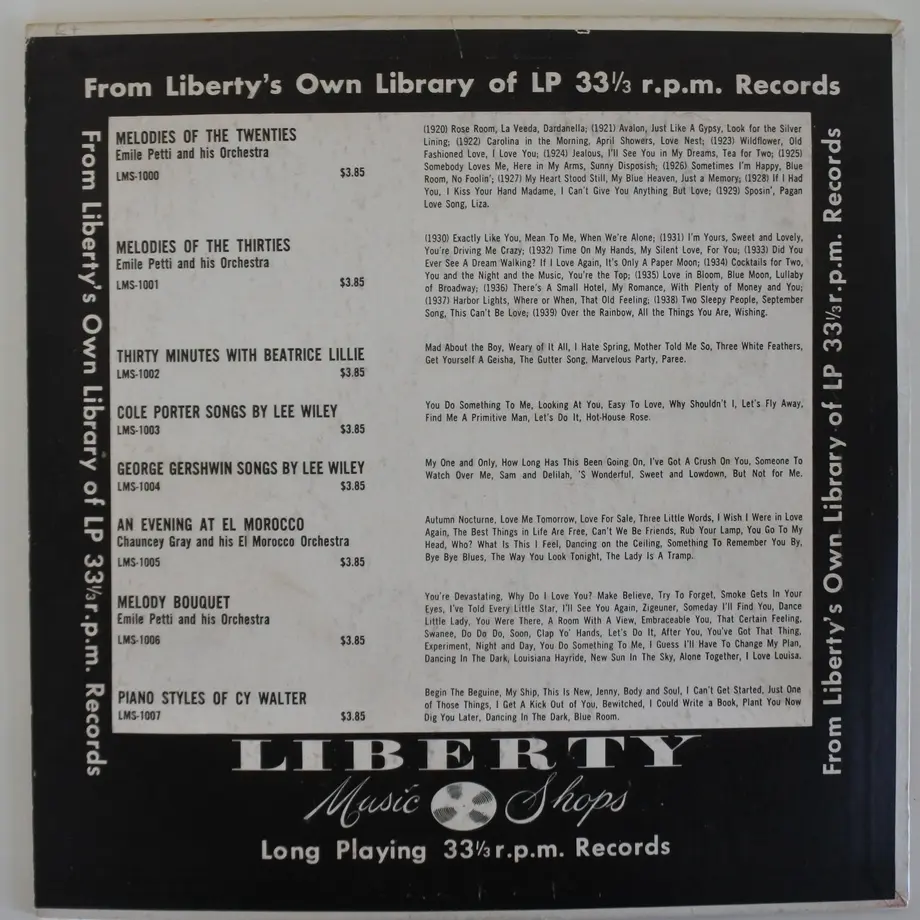 From Liberty's Own Library of LP 33⅓ r.p.m. Records
From Liberty's Own Library of LP 33⅓ r.p.m. Records
MELODIES OF THE TWENTIES
Emile Petti and his Orchestra
LMS-1000 $3.85
(1920) Rose Room, La Veeda, Dardanella; (1921) Avalon, Just Like A Gypsy, Look for the Silver
Lining; (1922) Carolina in the Morning, April Showers, Love Nest; (1923) Wildflower, Old
Fashioned Love, I Love You; (1924) Jealous, I'll See You in My Dreams, Tea for Two; (1925)
Somebody Loves Me, Here in My Arms, Sunny Disposish; (1926) Sometimes I'm Happy, Blue
Room, No Foolin'; (1927) My Heart Stood Still, My Blue Heaven, Just a Memory; (1928) If I Had
You, I Kiss Your Hand Madame, I Can't Give You Anything But Love; (1929) Sposin', Pagan
Love Song, Liza.
MELODIES OF THE THIRTIES
Emile Petti and his Orchestra
LMS-1001 $3.85
(1930) Exactly Like You, Mean To Me, When We're Alone; (1931) I'm Yours, Sweet and Lovely,
You're Driving Me Crazy; (1932) Time On My Hands, My Silent Love, For You; (1933) Did You
Ever See A Dream Walking? If I Love Again, It's Only A Paper Moon; (1934) Cocktails for Two,
You and the Night and the Music, You're the Top; (1935) Love in Bloom, Blue Moon, Lullaby
of Broadway; (1936) There's A Small Hotel, My Romance, With Plenty of Money and You;
(1937) Harbor Lights, Where or When, That Old Feeling; (1938) Two Sleepy People, September
Song, This Can't Be Love; (1939) Over the Rainbow, All the Things You Are, Wishing.
THIRTY MINUTES WITH BEATRICE LILLIE
LMS-1002 $3.85
Mad About the Boy, Weary of It All, I Hate Spring, Mother Told Me So, Three White Feathers,
Get Yourself A Geisha, The Gutter Song, Marvelous Party, Paree.
COLE PORTER SONGS BY LEE WILEY
LMS-1003 $3.85
You Do Something To Me, Looking At You, Easy To Love, Why Shouldn't I, Let's Fly Away,
Find Me A Primitive Man, Let's Do It, Hot-House Rose.
GEORGE GERSHWIN SONGS BY LEE WILEY
LMS-1004 $3.85
My One and Only, How Long Has This Been Going On, I've Got A Crush On You, Someone To
Watch Over Me, Sam and Delilah, 'S Wonderful, Sweet and Lowdown, But Not for Me.
AN EVENING AT EL MOROCCO
Chauncey Gray and his El Morocco Orchestra
LMS-1005 $3.85
Autumn Nocturne, Love Me Tomorrow, Love For Sale, Three Little Words, I Wish I Were in Love
Again, The Best Things in Life Are Free, Can't We Be Friends, Rub Your Lamp, You Go To My
Head, Who? What Is This I Feel, Dancing on the Ceiling, Something To Remember You By,
Bye Bye Blues, The Way You Look Tonight, The Lady Is A Tramp.
MELODY BOUQUET
Emile Petti and his Orchestra
LMS-1006 $3.85
You're Devastating, Why Do I Love You? Make Believe, Try To Forget, Smoke Gets In Your
Eyes, I've Told Every Little Star, I'll See You Again, Zigeuner, Someday I'll Find You, Dance
Little Lady, You Were There, A Room With A View, Embraceable You, That Certain Feeling,
Swanee, Do Do Do, Soon, Clap Yo' Hands, Let's Do It, After You, You've Got That Thing,
Experiment, Night and Day, You Do Something To Me, I Guess I'll Have To Change My Plan,
Dancing In The Dark, Louisiana Hayride, New Sun In The Sky, Alone Together, I Love Louisa.
PIANO STYLES OF CY WALTER
LMS-1007 $3.85
Begin The Beguine, My Ship, This Is New, Jenny, Body and Soul, I Can't Get Started, Just One
of Those Things, I Get A Kick Out of You, Bewitched, I Could Write a Book, Plant You Now
Dig You Later, Dancing In The Dark, Blue Room.
From Liberty's Own Library of LP 33⅓ r.p.m. Records
LIBERTY
Music Shops
Long Playing 33⅓ r.p.m. Records